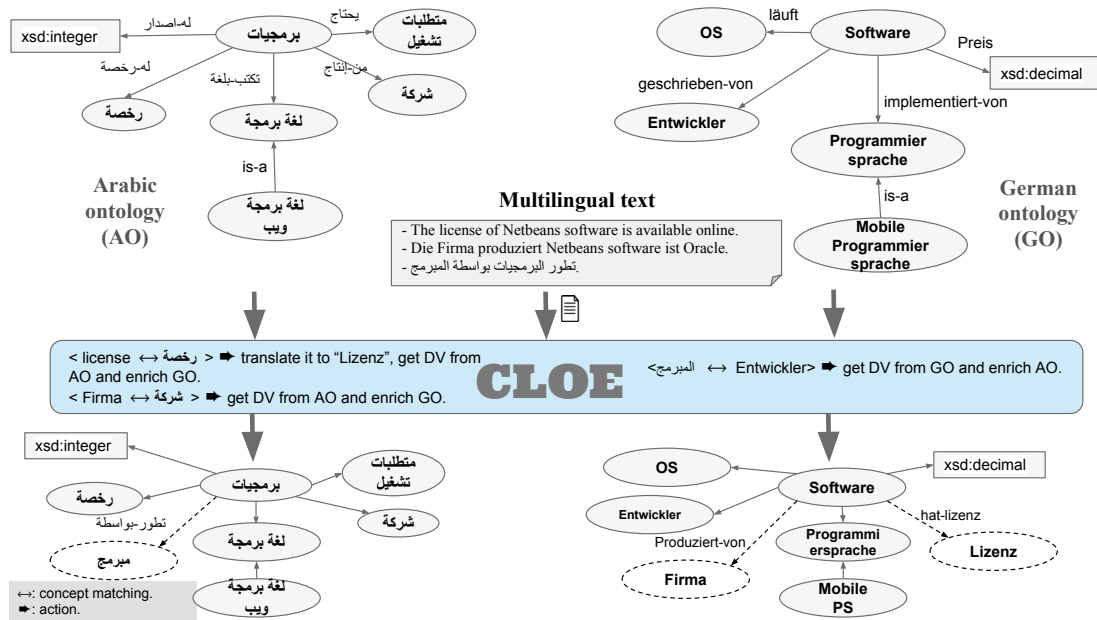 xsd:integer
له-اصدار
برمجيات
يحتاج
متطلبات
تشغيل
له-رخصة
تكتب-بلغة
من-إنتاج
رخصة
شركة
لغة برمجة
is-a
لغة برمجة
ويب
Arabic
ontology
(AO)
OS
läuft
Software
Preis
xsd:decimal
geschrieben-von
implementiert-von
Entwickler
Programmier
sprache
is-a
Mobile
Programmier
sprache
German
ontology
(GO)
Multilingual text
- The license of Netbeans software is available online.
- Die Firma produziert Netbeans software ist Oracle.
- تطور البرمجيات بواسطة المبرمج.
< license ↔ رخصة > ➨ translate it to “Lizenz”, get DV from
AO and enrich GO.
< Firma ↔ شركة > ➨ get DV from AO and enrich GO.
CLOE
<المبرمج ↔ Entwickler> ➨ get DV from GO and enrich AO.
xsd:integer
برمجيات
متطلبات
تشغيل
رخصة
شركة
تطور-بواسطة
لغة برمجة
مبرمج
لغة برمجة
ويب
↔: concept matching.
➨: action.
OS
xsd:decimal
Software
Entwickler
hat-lizenz
Produziert-von
Programmi
ersprache
Lizenz
Firma
Mobile
PS